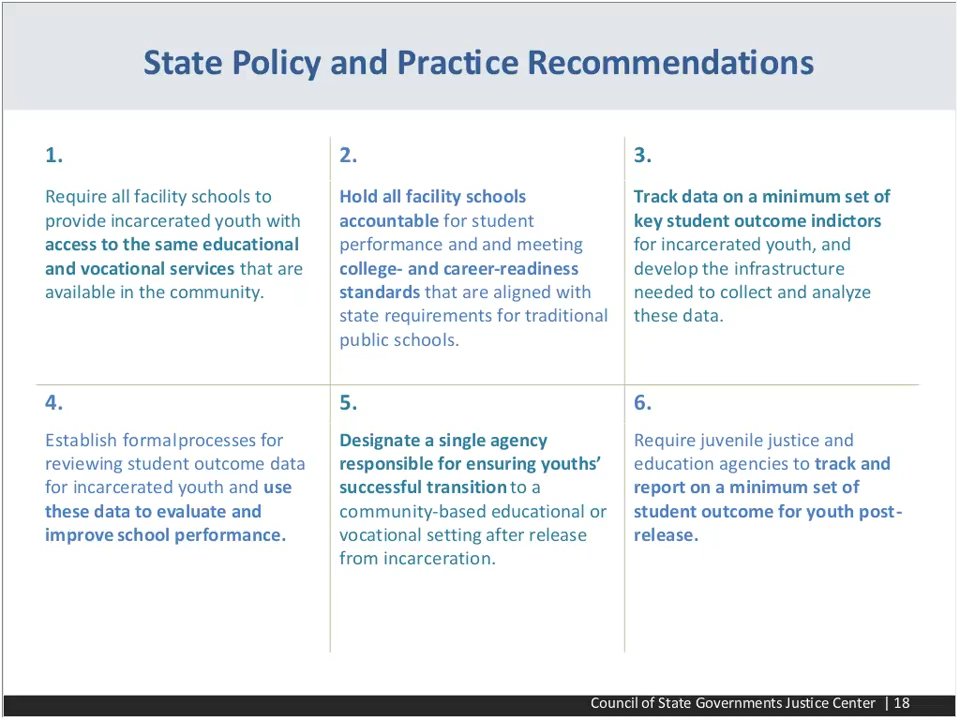 State Policy and Practice Recommendations
1.
Require all facility schools to
provide incarcerated youth with
access to the same educational
and vocational services that are
available in the community.
2.
Hold all facility schools
accountable for student
performance and and meeting
college- and career-readiness
standards that are aligned with
state requirements for traditional
public schools.
3.
Track data on a minimum set of
key student outcome indictors
for incarcerated youth, and
develop the infrastructure
needed to collect and analyze
these data.
4.
Establish formalprocesses for
reviewing student outcome data
for incarcerated youth and use
these data to evaluate and
improve school performance.
5.
Designate a single agency
responsible for ensuring youths’
successful transition to a
community-based educational or
vocational setting after release
from incarceration.
6.
Require juvenile justice and
education agencies to track and
report on a minimum set of
student outcome for youth post-
release.
Council of State Governments Justice Center | 18